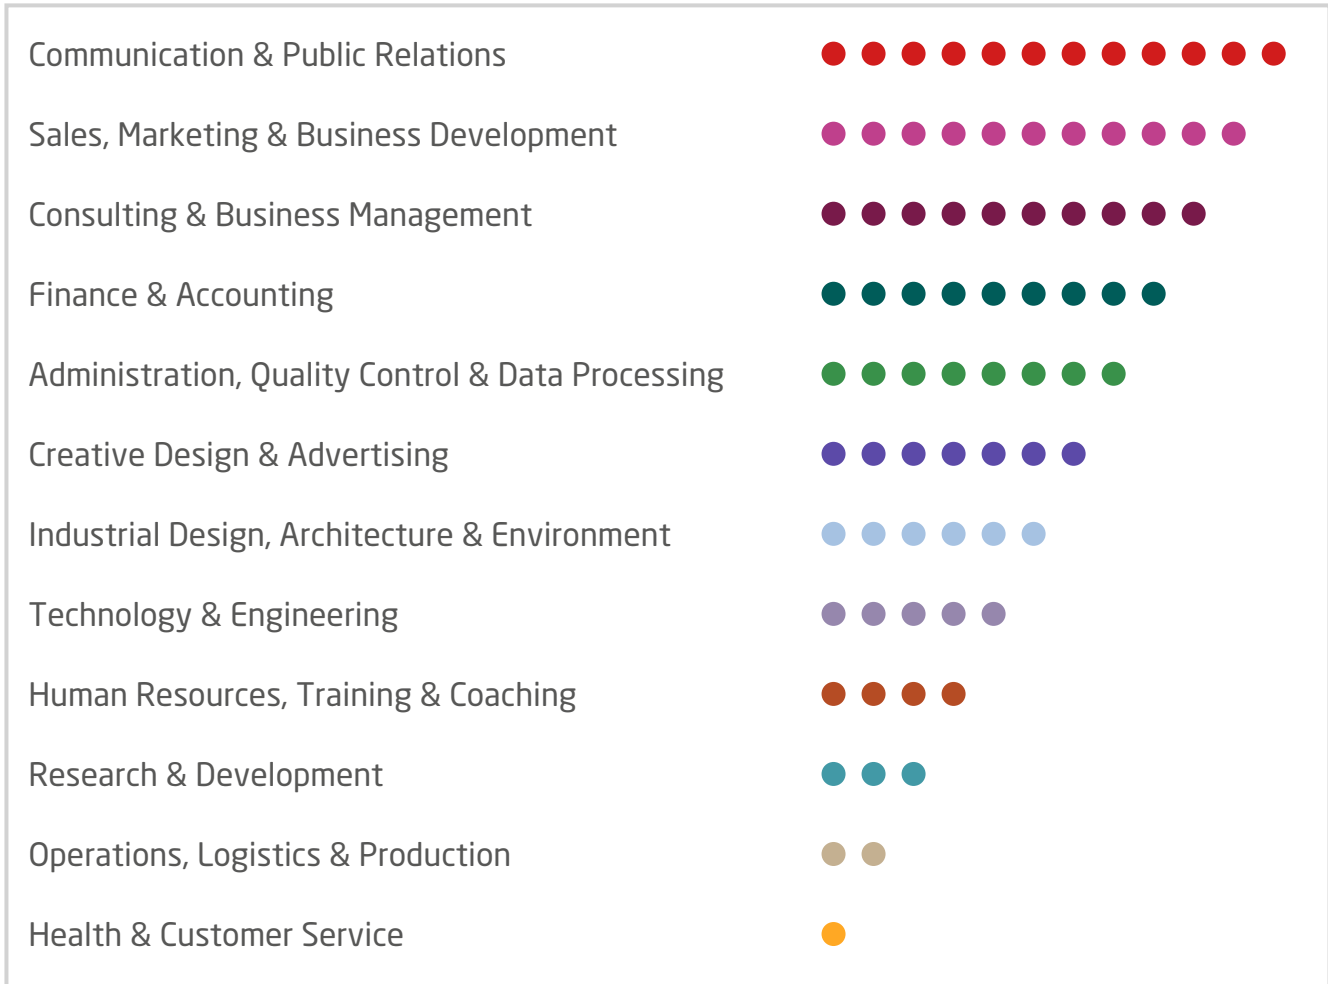 Communication & Public Relations
Sales, Marketing & Business Development
Consulting & Business Management
Finance & Accounting
Administration, Quality Control & Data Processing
Creative Design & Advertising
Industrial Design, Architecture & Environment
Technology & Engineering
Human Resources, Training & Coaching
Research & Development
Operations, Logistics & Production
Health & Customer Service